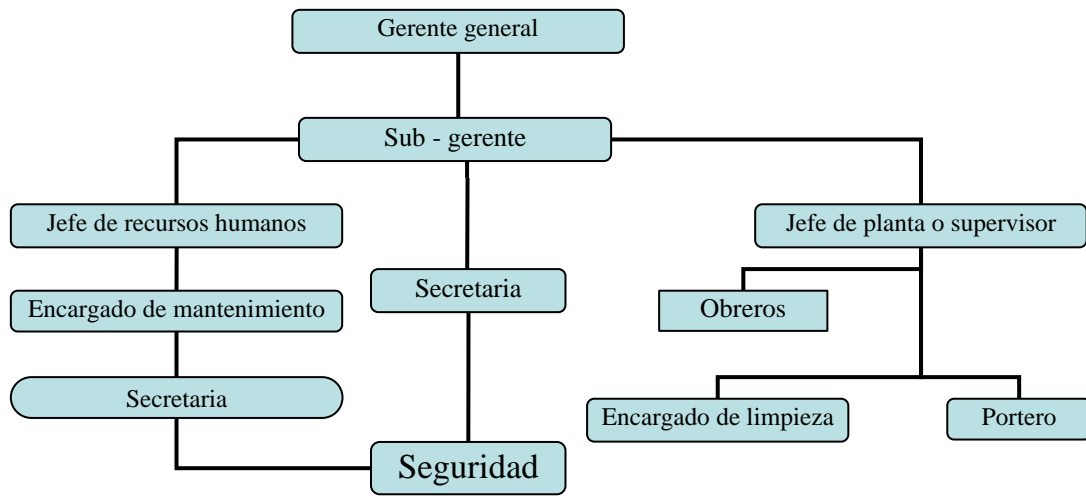 Gerente general
Sub - gerente
Jefe de recursos humanos
Jefe de planta o supervisor
Encargado de mantenimiento
Secretaria
Obreros
Secretaria
Encargado de limpieza
Portero
Seguridad